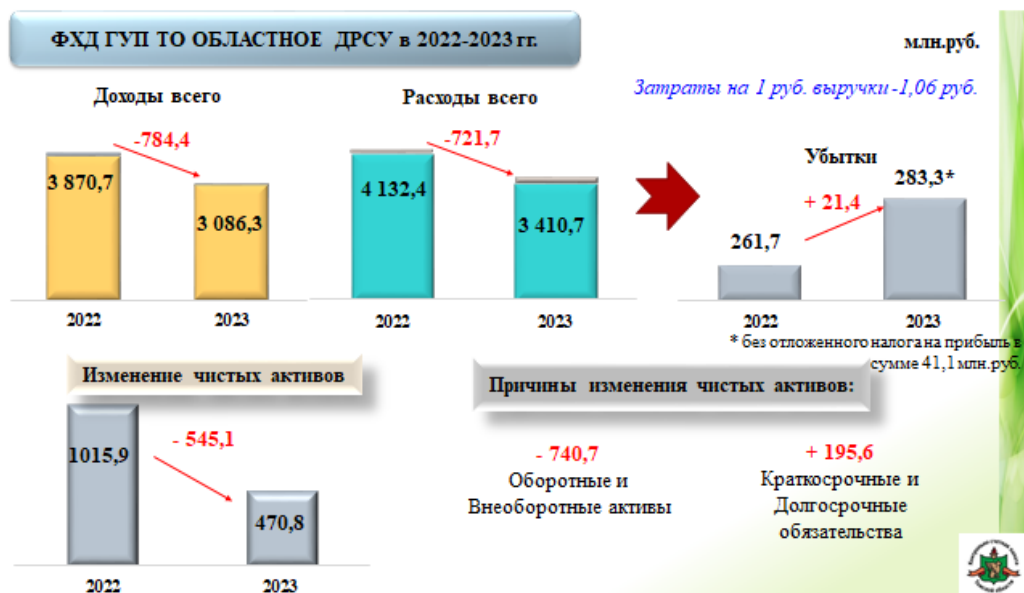 ФХД ГУП ТО ОБЛАСТНОЕ ДРСУ в 2022-2023 гг.
млн.руб.
Затраты на 1 руб. выручки -1,06 руб.
Доходы всего
-784,4
3 870,7
3 086,3
2022
2023
Расходы всего
-721,7
4 132,4
3 410,7
2022
2023
Убытки
283,3*
+ 21,4
261,7
2022
2023
* без отложенного налога на прибыль в
сумме 41,1 млн.руб.
Изменение чистых активов
1015,9
- 545,1
470,8
2022
2023
Причины изменения чистых активов:
- 740,7
Оборотные и
Внеоборотные активы
+ 195,6
Краткосрочные и
Долгосрочные
обязательства